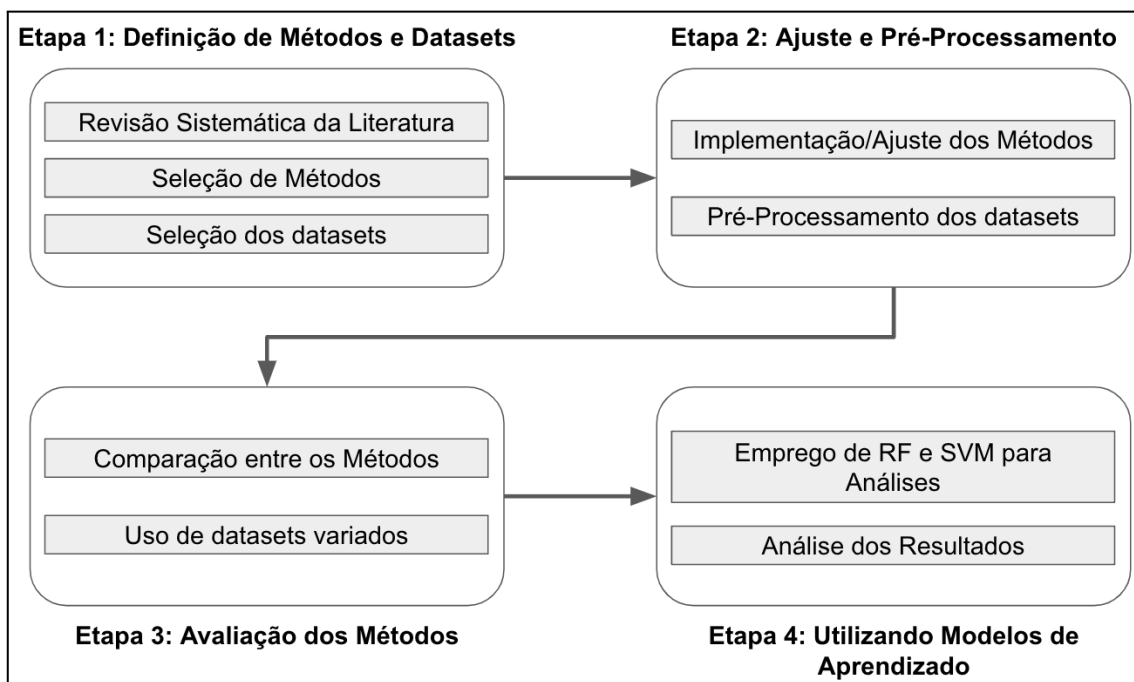 Etapa 1: Definição de Métodos e Datasets
Revisão Sistemática da Literatura
Seleção de Métodos
Seleção dos datasets
Etapa 2: Ajuste e Pré-Processamento
Implementação/Ajuste dos Métodos
Pré-Processamento dos datasets
Comparação entre os Métodos
Uso de datasets variados
Etapa 3: Avaliação dos Métodos
Emprego de RF e SVM para
Análises
Análise dos Resultados
Etapa 4: Utilizando Modelos de
Aprendizado